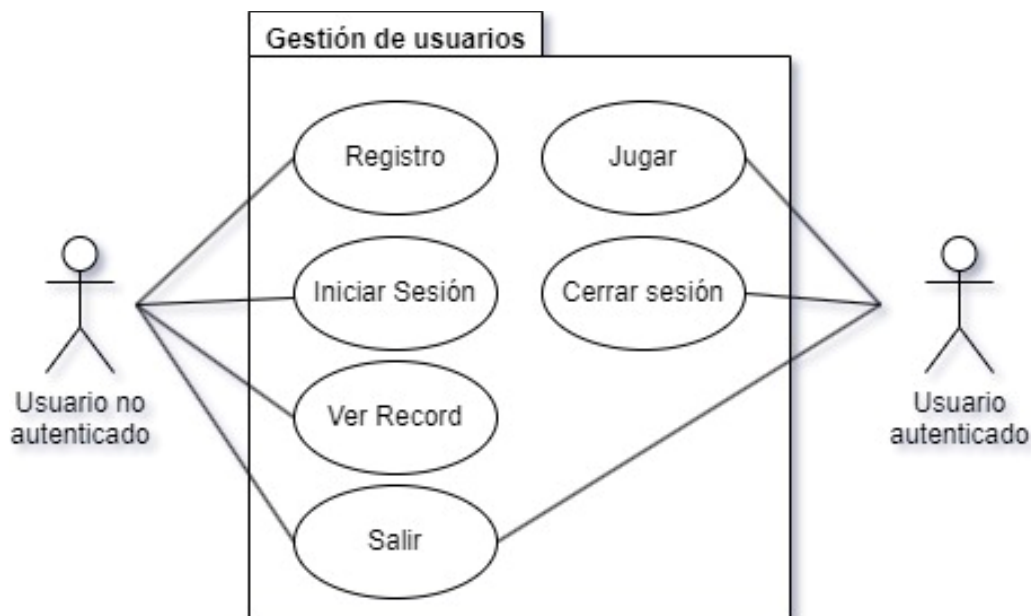 Gestión de usuarios
Registro
Jugar
Iniciar Sesión
Cerrar sesión
Ver Record
Salir
Usuario no
autenticado
Usuario
autenticado